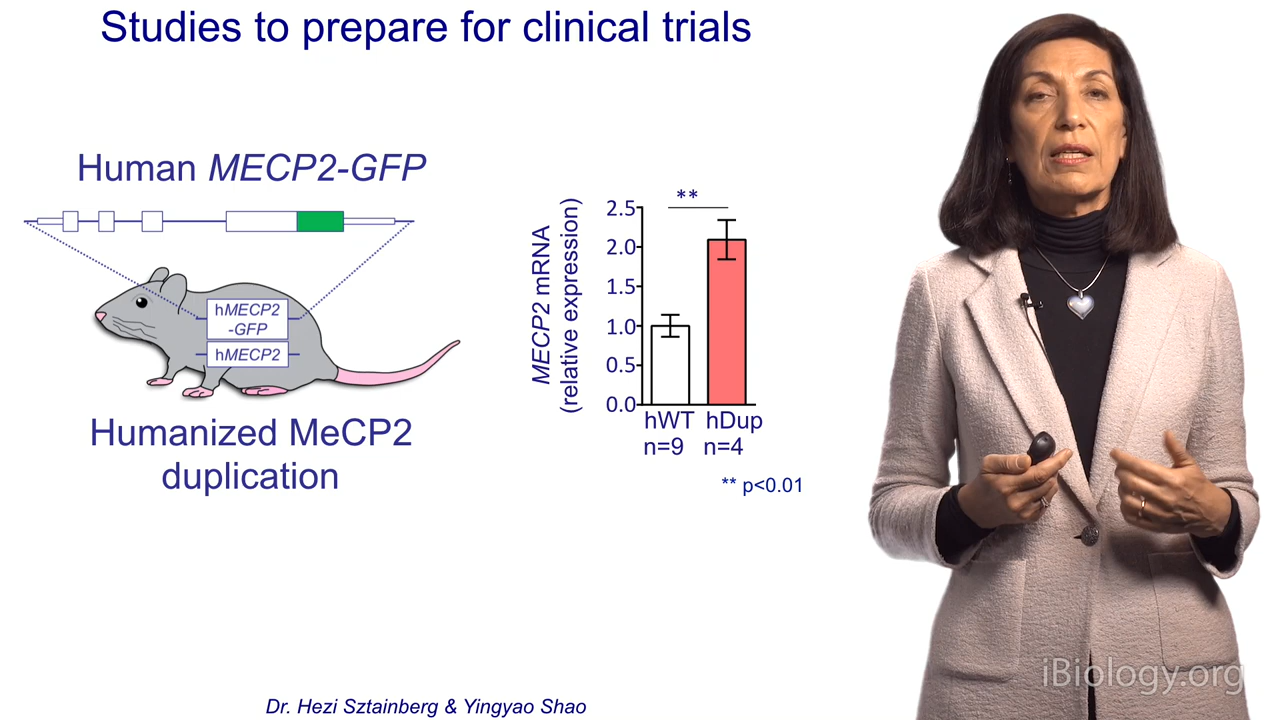 Studies to prepare for clinical trials
Human MECP2-GFP
hMECP2
-GFP
hMECP2
Humanized MeCP2
duplication
MECP2 mRNA
(relative expression)
**
2.5
2.0
1.5
1.0
0.5
0.0
hWT hDup
n=9 n=4
** p<0.01
Dr. Hezi Sztainberg & Yingyao Shao
iBiology.org